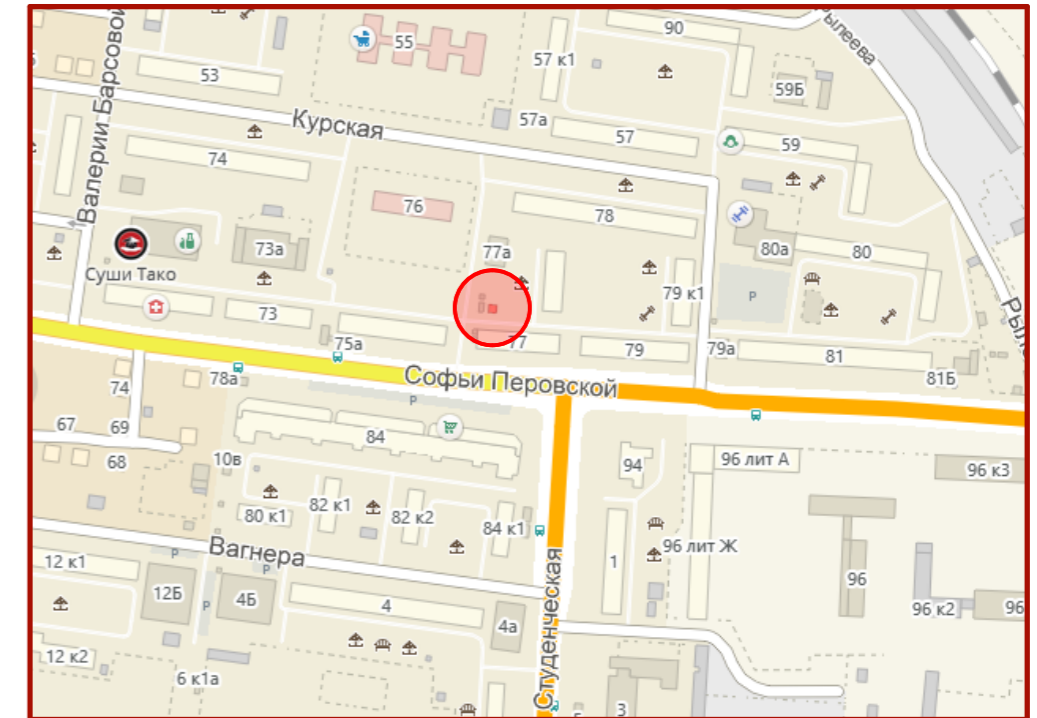 90
Рылеева
Валерии Барсовой
55
57 к1
53
59Б
57а
Курская
57
59
74
76
78
77а
73а
80а
80
Суши Тако
79 к1
P
73
75а
77
79
79а
81
81Б
78а
74
Софьи Перовской
P
67
69
84
68
10в
94
96 лит А
96 к3
80 к1
82 к1
82 к2
84 к1
Вагнера
96 лит Ж
12 к1
P
P
1
12Б
4Б
P
4
96
96 к2
96
4а
Студенческая
12 к2
6 к1а
3